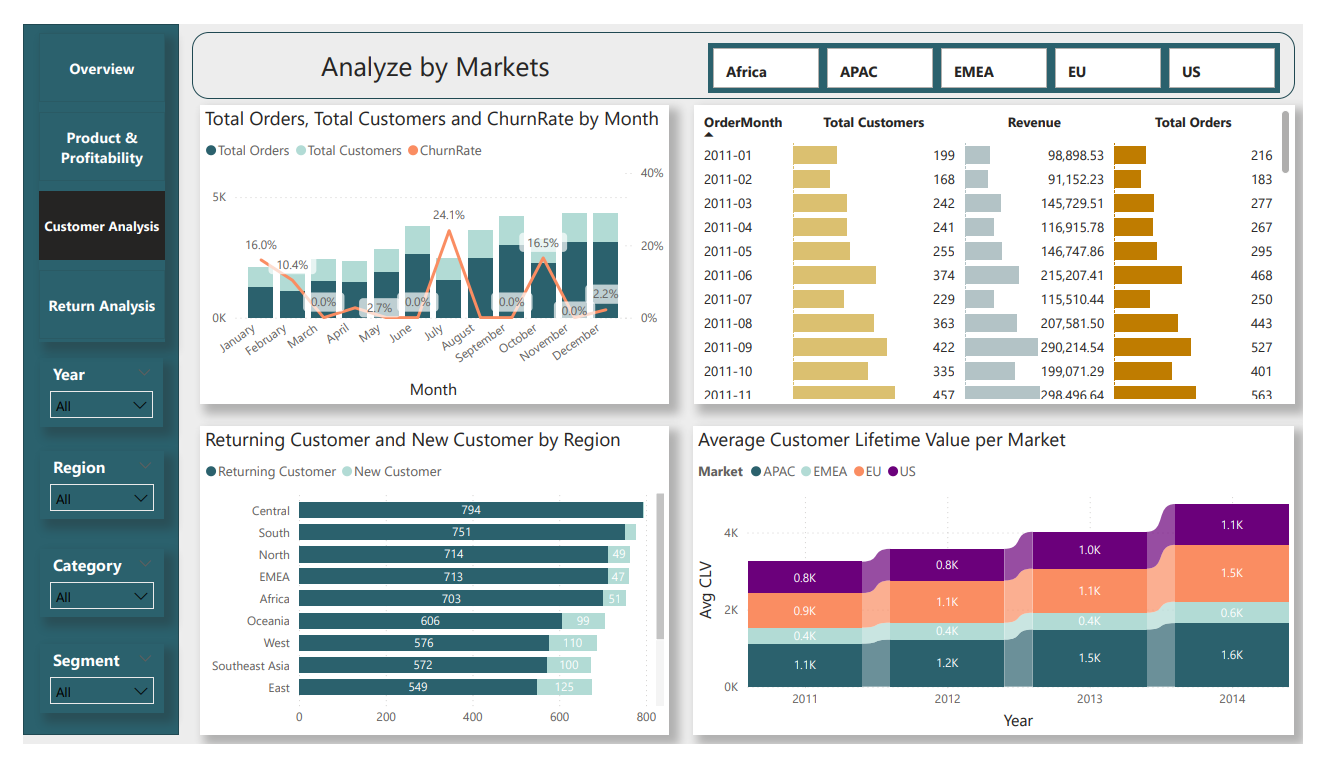 Overview
Product &
Profitability
Customer Analysis
Return Analysis
Year
All
Region
All
Category
All
Segment
All
Analyze by Markets
Africa
APAC
EMEA
EU
US
Total Orders, Total Customers and ChurnRate by Month
Total Orders Total Customers ChurnRate
40%
5K
24.1%
16.0%
16.5%
20%
10.4%
0.0%
2.7%
0.0%
0.0%
0.0%
2.2%
0K
0%
January
February
March
April
May
June
July
August
September
October
November
December
Month
OrderMonth Total Customers Revenue Total Orders
2011-01 199 98,898.53 216
2011-02 168 91,152.23 183
2011-03 242 145,729.51 277
2011-04 241 116,915.78 267
2011-05 255 146,747.86 295
2011-06 374 215,207.41 468
2011-07 229 115,510.44 250
2011-08 363 207,581.50 443
2011-09 422 290,214.54 527
2011-10 335 199,071.29 401
2011-11 457 298,496.64 563
Returning Customer and New Customer by Region
Returning Customer New Customer
Central 794
South 751
North 714 49
EMEA 713 47
Africa 703 51
Oceania 606 99
West 576 110
Southeast Asia 572 100
East 549 125
0 200 400 600 800
Average Customer Lifetime Value per Market
Market APAC EMEA EU US
Avg CLV
4K
2K
0K
0.8K 0.8K 1.0K 1.1K
0.9K 1.1K 1.1K 1.5K
0.4K 0.4K 0.4K 0.6K
1.1K 1.2K 1.5K 1.6K
2011 2012 2013 2014
Year